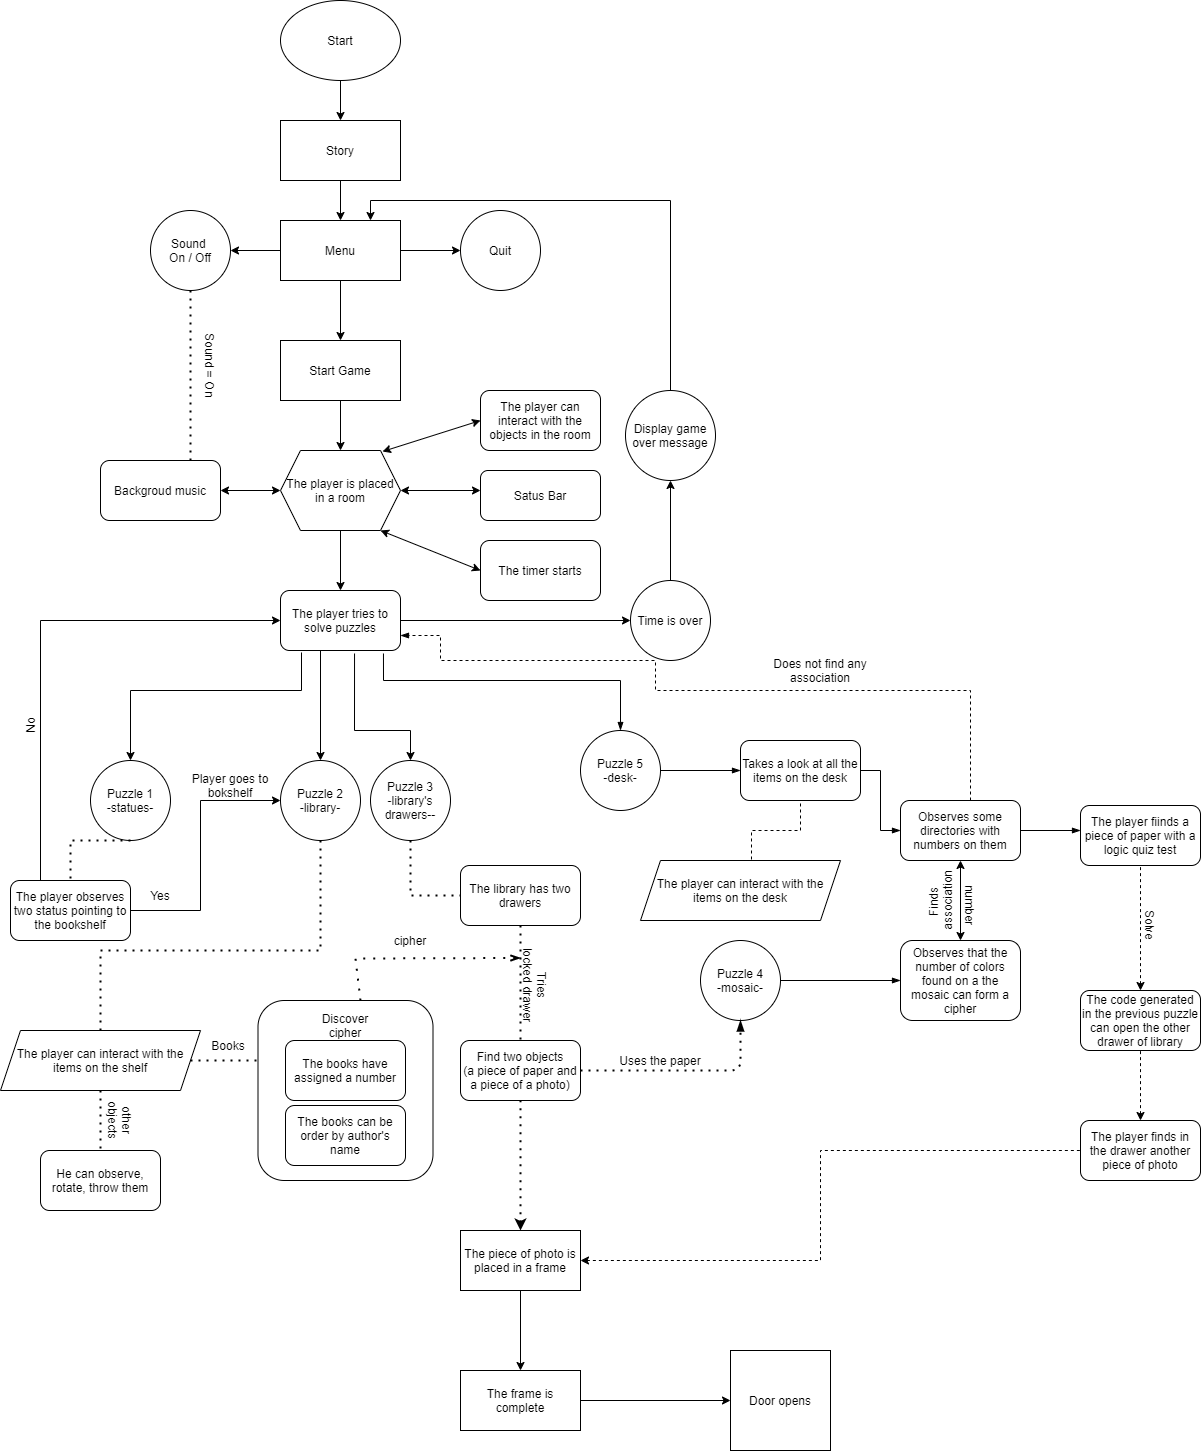 Start
Story
Sound
On / Off
Menu
Quit
Sound = On
Start Game
The player can
interact with the
objects in the room
Display game
over message
Backgroud music
The player is placed
in a room
Satus Bar
The timer starts
The player tries to
solve puzzles
Time is over
Does not find any
association
No
Puzzle 1
-statues-
Player goes to
bokshelf
Puzzle 2
-library-
Puzzle 3
-library's
drawers--
Puzzle 5
-desk-
Takes a look at all the
items on the desk
Observes some
directories with
numbers on them
The player fiinds a
piece of paper with a
logic quiz test
The player observes
two status pointing to
the bookshelf
Yes
The library has two
drawers
The player can interact with the
items on the desk
Finds
association
number
Solve
cipher
Tries
locked drawer
Puzzle 4
-mosaic-
Observes that the
number of colors
found on a the
mosaic can form a
cipher
The code generated
in the previous puzzle
can open the other
drawer of library
Discover
cipher
The player can interact with the
items on the shelf
Books
The books have
assigned a number
Find two objects
(a piece of paper and
a piece of a photo)
Uses the paper
other
objects
The books can be
order by author's
name
The player finds in
the drawer another
piece of photo
He can observe,
rotate, throw them
The piece of photo is
placed in a frame
The frame is
complete
Door opens